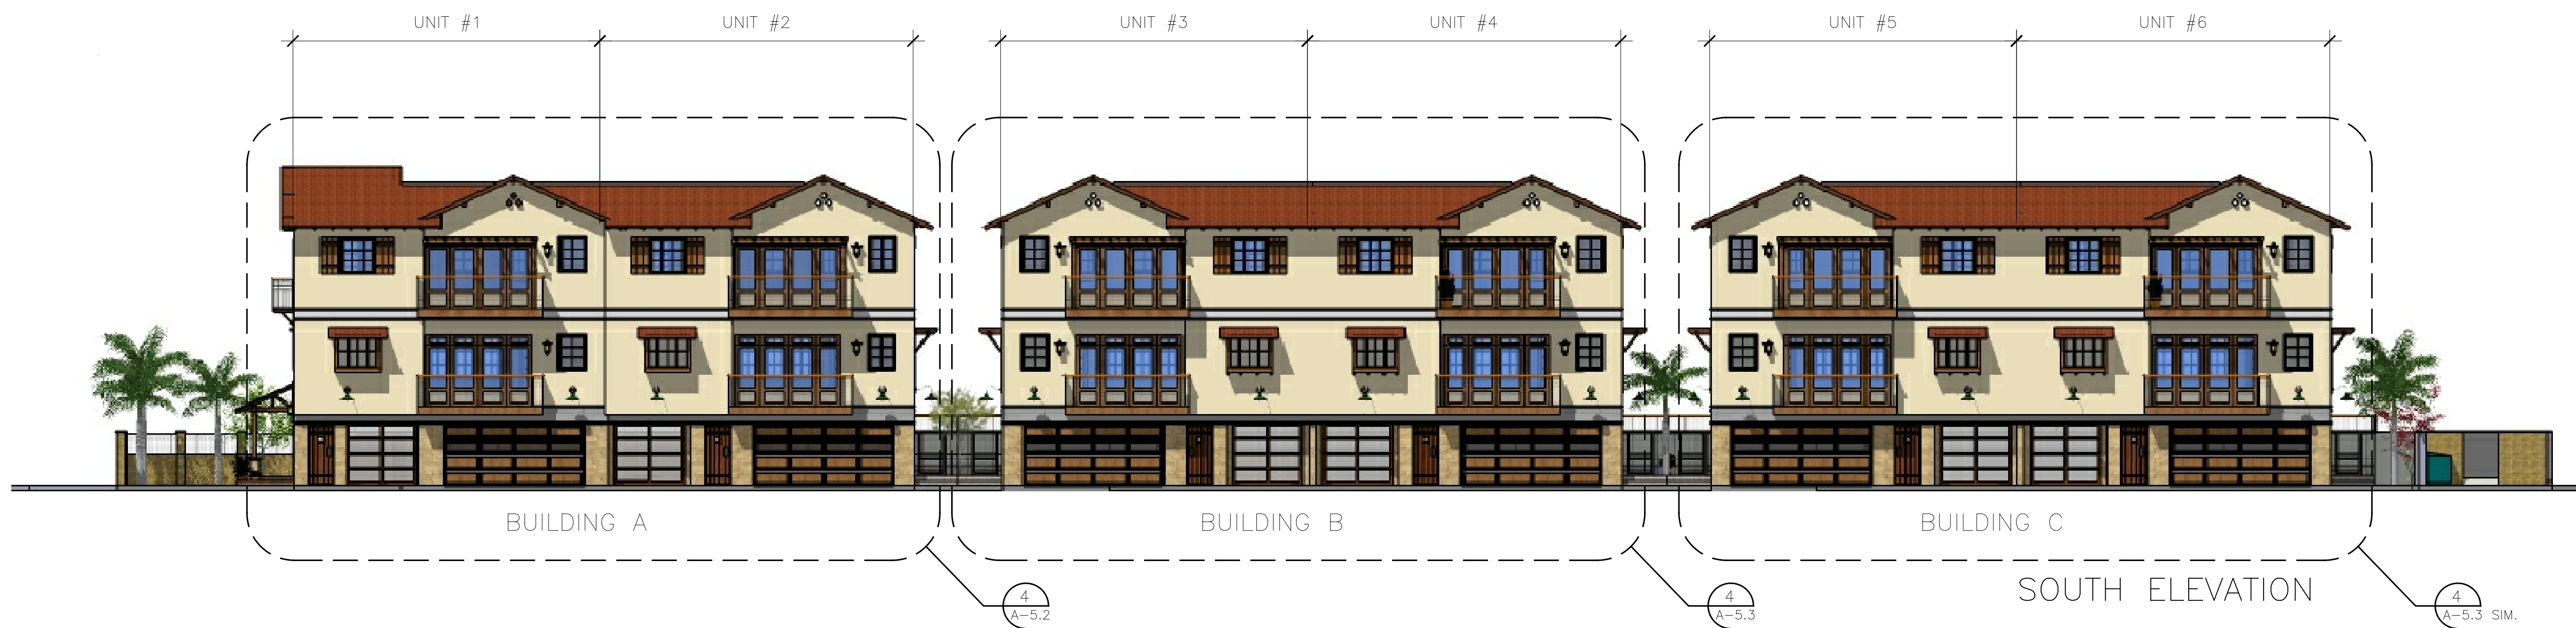 UNIT #1
UNIT #2
UNIT #3
UNIT #4
UNIT #5
UNIT #6
BUILDING A
BUILDING B
BUILDING C
SOUTH ELEVATION
4
A-5.2
4
A-5.3
4
A-5.3 SIM.